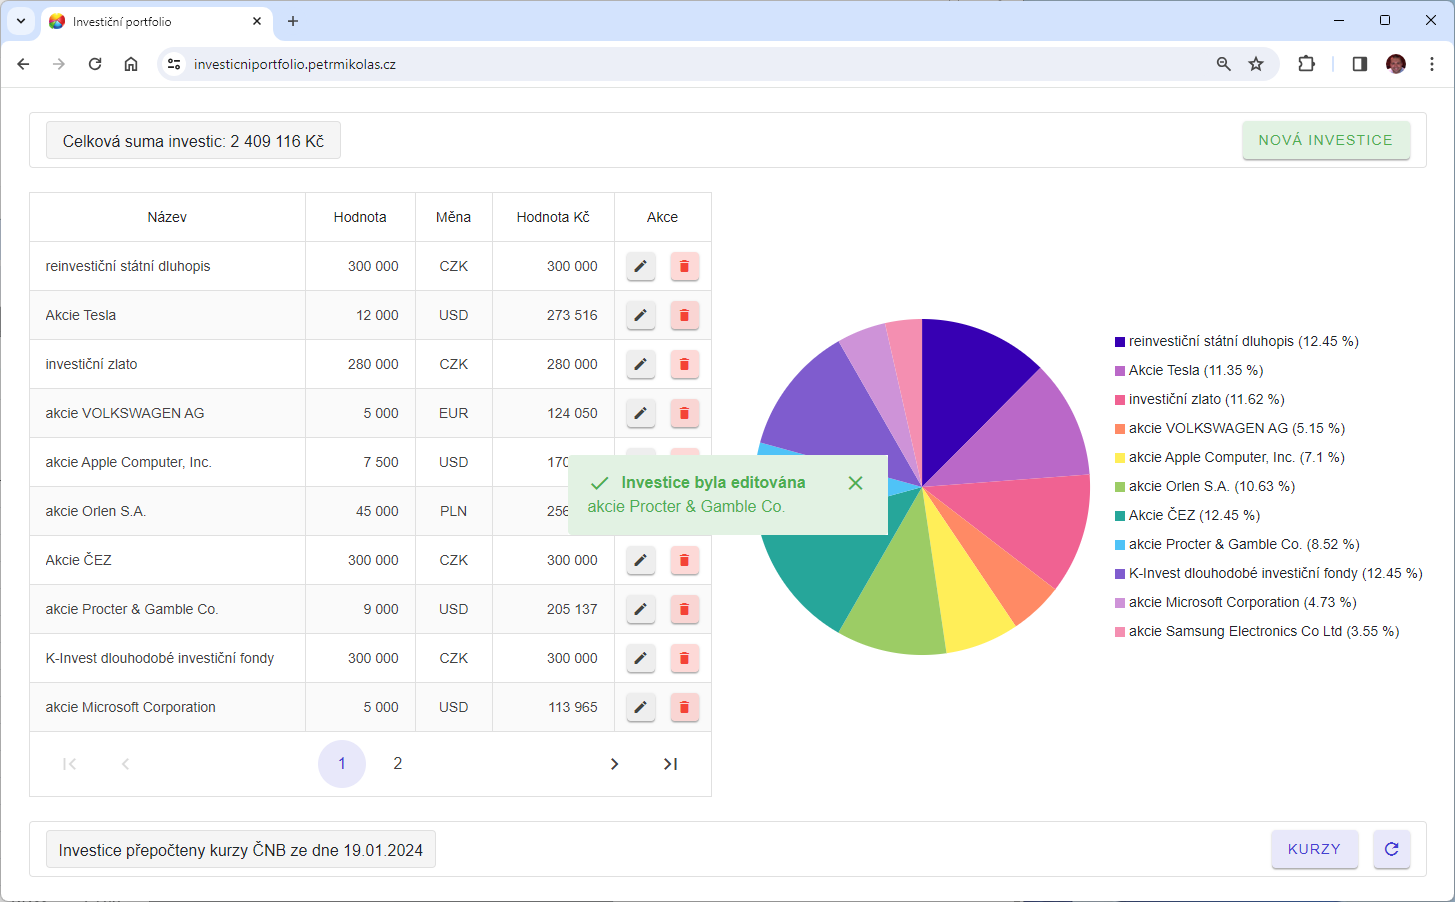 Investiční portfolio
investicniportfolio.petrmikolas.cz
Celková suma investic: 2 409 116 Kč
NOVÁ INVESTICE
Název Hodnota Měna Hodnota Kč Akce
reinvestiční státní dluhopis 300 000 CZK 300 000
Akcie Tesla 12 000 USD 273 516
investiční zlato 280 000 CZK 280 000
akcie VOLKSWAGEN AG 5 000 EUR 124 050
akcie Apple Computer, Inc. 7 500 USD 170
akcie Orlen S.A. 45 000 PLN 256
Akcie ČEZ 300 000 CZK 300 000
akcie Procter & Gamble Co. 9 000 USD 205 137
K-Invest dlouhodobé investiční fondy 300 000 CZK 300 000
akcie Microsoft Corporation 5 000 USD 113 965
1 2
Investice byla editována
akcie Procter & Gamble Co.
reinvestiční státní dluhopis (12.45 %)
Akcie Tesla (11.35 %)
investiční zlato (11.62 %)
akcie VOLKSWAGEN AG (5.15 %)
akcie Apple Computer, Inc. (7.1 %)
akcie Orlen S.A. (10.63 %)
Akcie ČEZ (12.45 %)
akcie Procter & Gamble Co. (8.52 %)
K-Invest dlouhodobé investiční fondy (12.45 %)
akcie Microsoft Corporation (4.73 %)
akcie Samsung Electronics Co Ltd (3.55 %)
Investice přepočteny kurzy ČNB ze dne 19.01.2024
KURZY